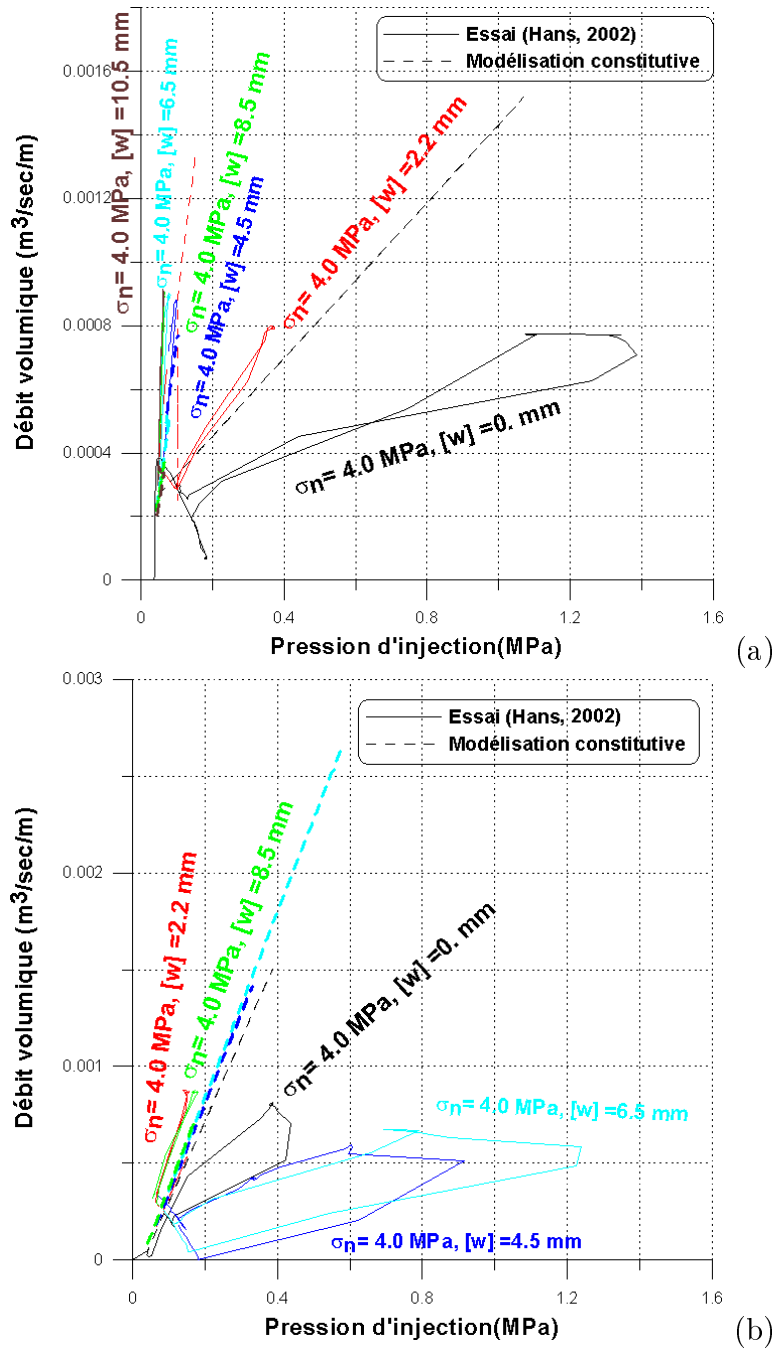 Essai (Hans, 2002)
Modélisation constitutive
Débit volumique (m³/sec/m)
0.0016
0.0012
0.0008
0.0004
0
σn= 4.0 MPa, [w] =10.5 mm
σn= 4.0 MPa, [w] =6.5 mm
σn= 4.0 MPa, [w] =8.5 mm
σn= 4.0 MPa, [w] =4.5 mm
σn= 4.0 MPa, [w] =2.2 mm
σn= 4.0 MPa, [w] =0. mm
0
0.4
0.8
1.2
1.6
Pression d'injection(MPa)
(a)
Essai (Hans, 2002)
Modélisation constitutive
Débit volumique (m³/sec/m)
0.003
0.002
0.001
0
σn= 4.0 MPa, [w] =2.2 mm
σn= 4.0 MPa, [w] =8.5 mm
σn= 4.0 MPa, [w] =0. mm
σn= 4.0 MPa, [w] =6.5 mm
σn= 4.0 MPa, [w] =4.5 mm
0
0.4
0.8
1.2
1.6
Pression d'injection(MPa)
(b)